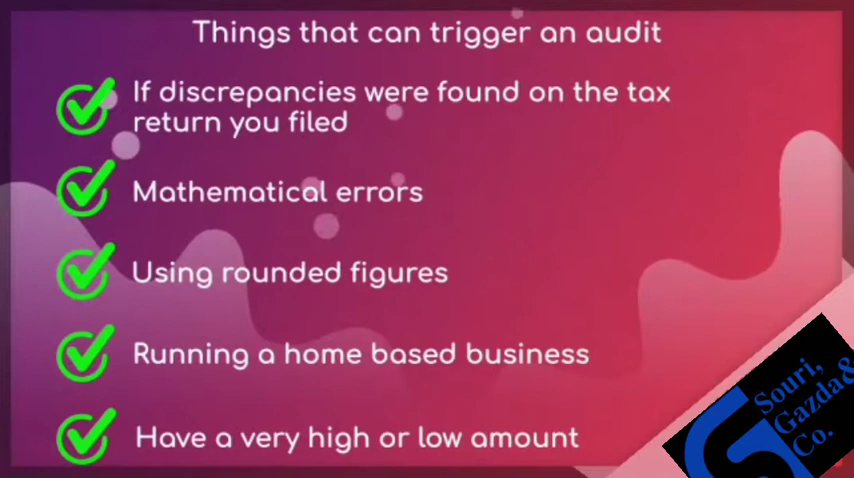 Things that can trigger an audit
If discrepancies were found on the tax
return you filed
Mathematical errors
Using rounded figures
Running a home based business
Have a very high or low amount
Souri,
Gazda&
Co.